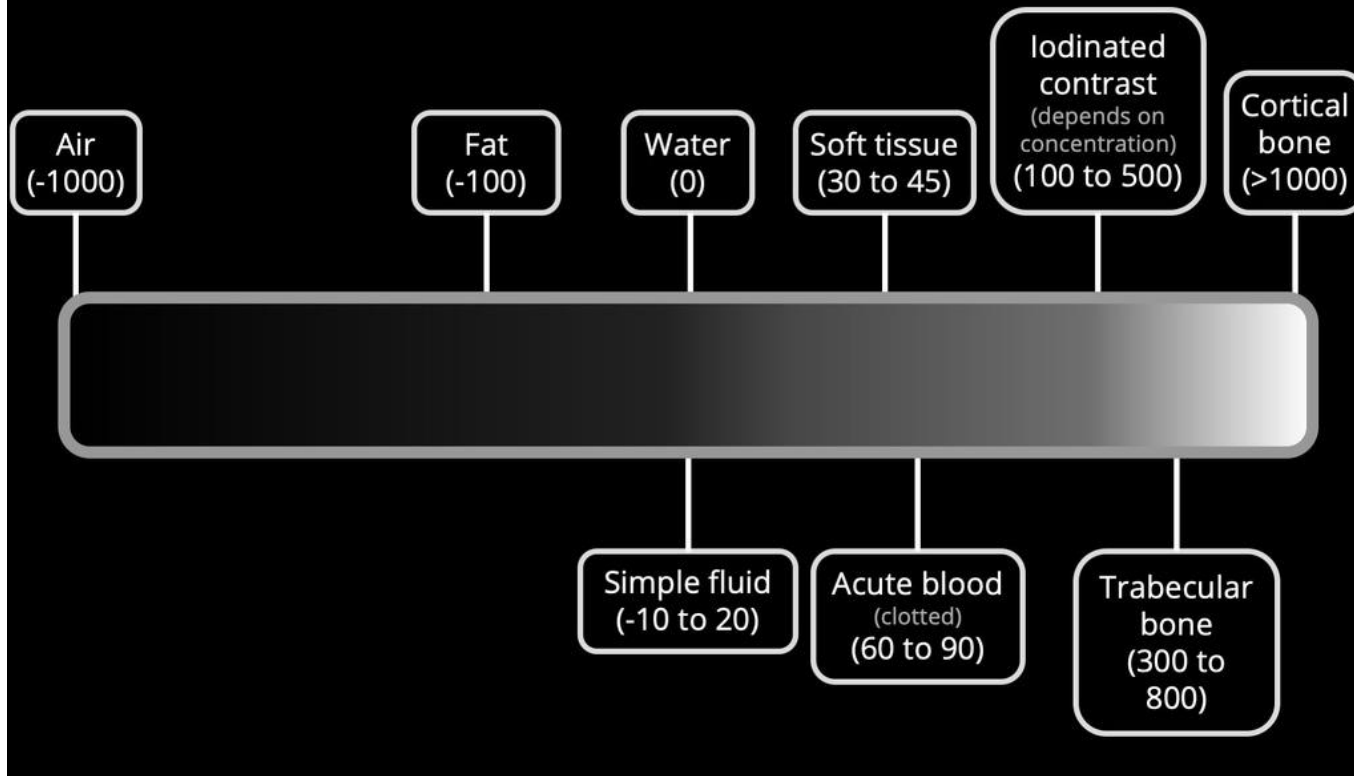 Air
(-1000)
Fat
(-100)
Water
(0)
Soft tissue
(30 to 45)
Iodinated
contrast
(depends on
concentration)
(100 to 500)
Cortical
bone
(>1000)
Simple fluid
(-10 to 20)
Acute blood
(clotted)
(60 to 90)
Trabecular
bone
(300 to
800)